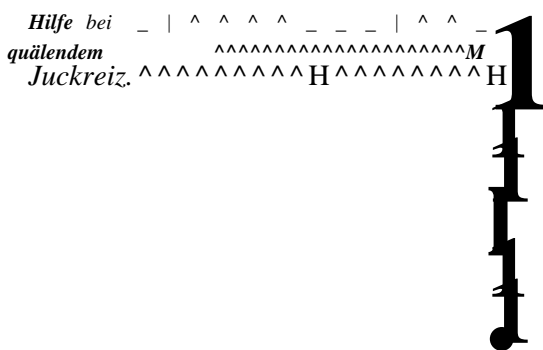 Hilfe bei _ | ^ ^ ^ ^ _ _ _ | ^ ^ _
quälendem ^^^^^^^^^^^^^^^^^^^^^M
Juckreiz. ^ ^ ^ ^ ^ ^ ^ ^ ^ H ^ ^ ^ ^ ^ ^ ^ ^ H